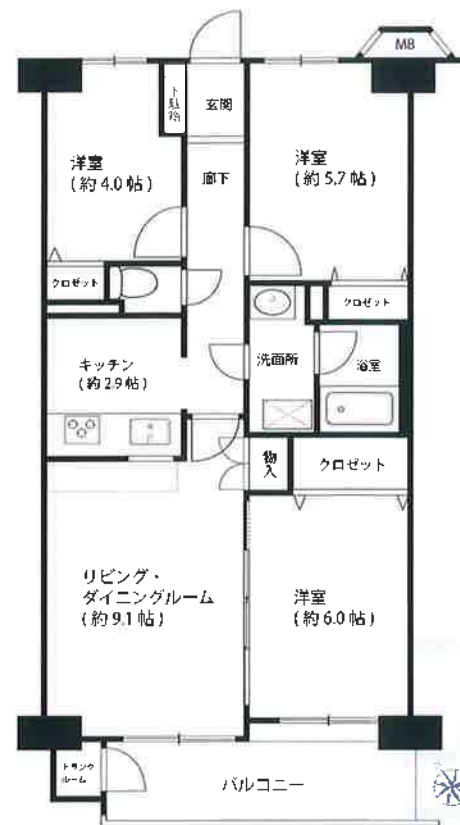 MB
下駄箱
玄関
洋室
(約 4.0 帖)
洋室
(約 5.7 帖)
廊下
クロゼット
クロゼット
キッチン
(約 2.9 帖)
洗面所
浴室
物入
クロゼット
リビング・
ダイニングルーム
(約 9.1 帖)
洋室
(約 6.0 帖)
トランク
ルーム
バルコニー